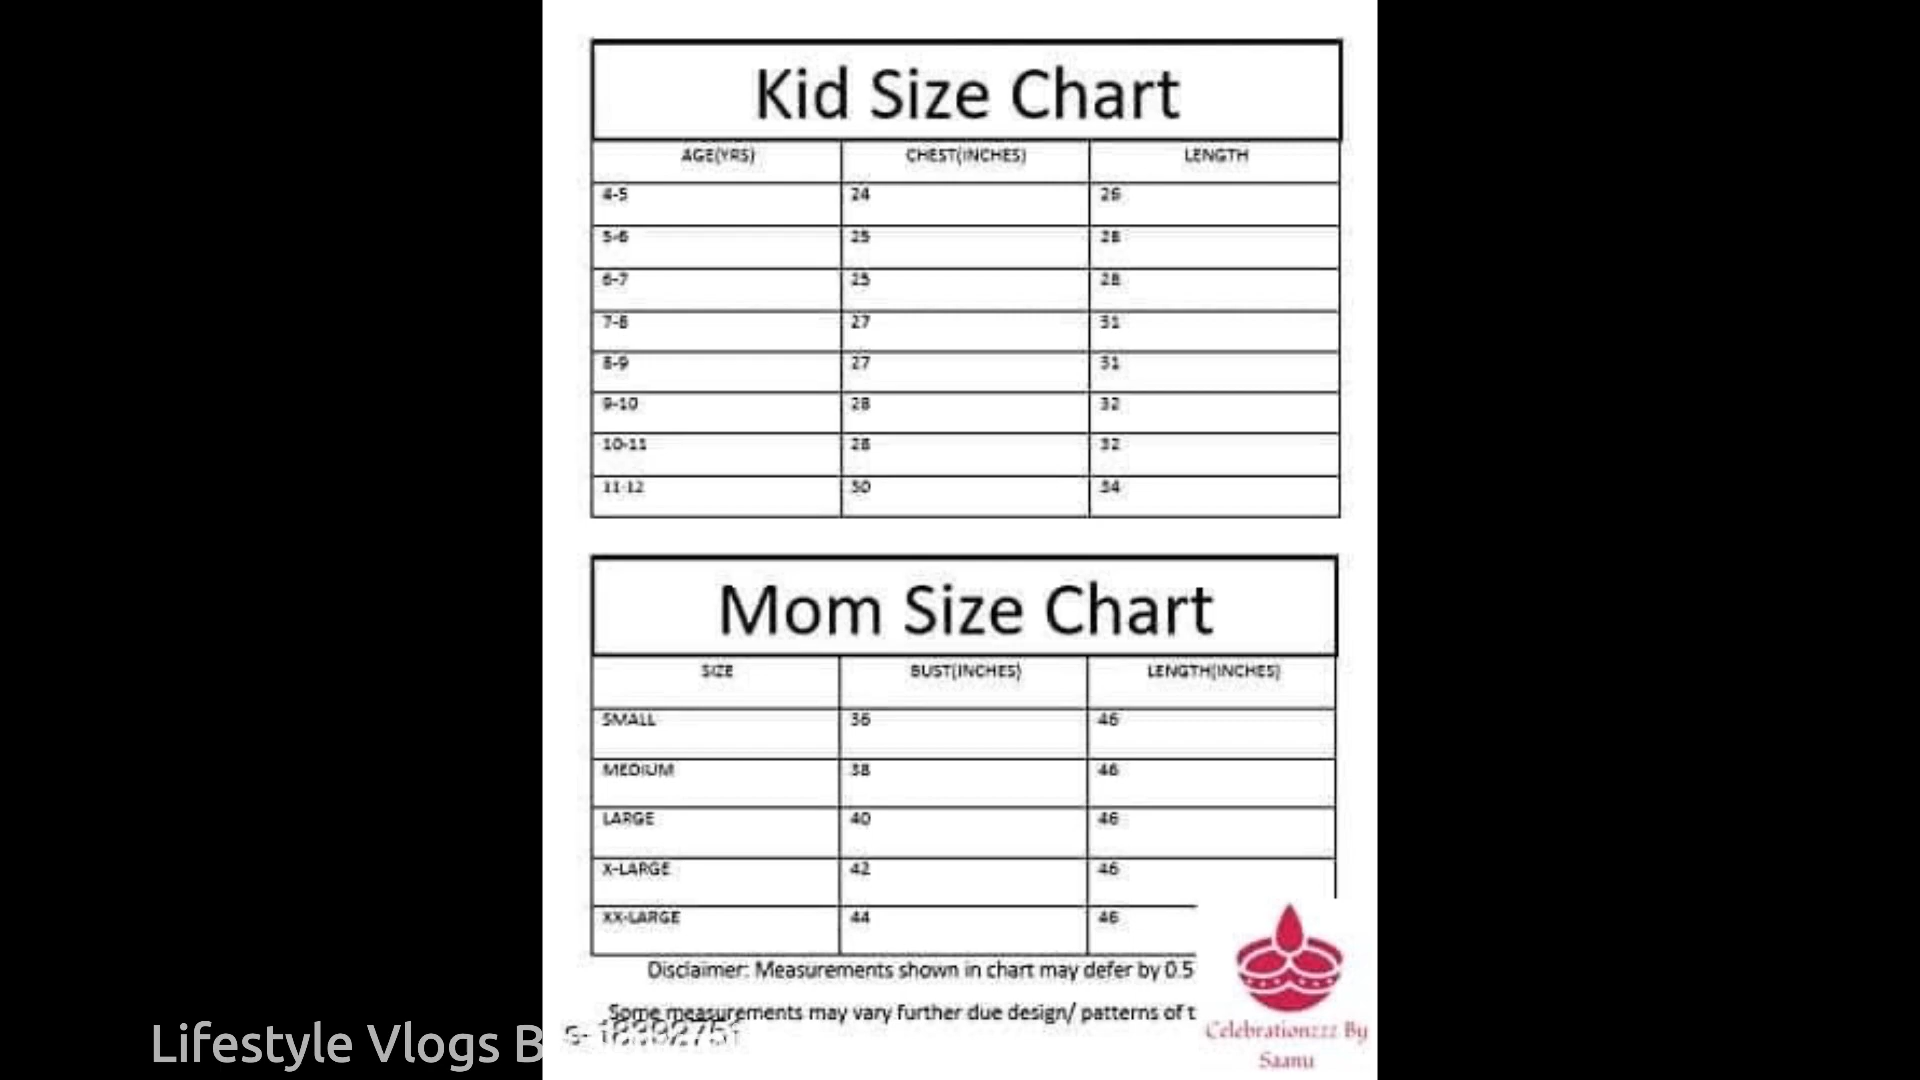 Kid Size Chart
AGE(YRS) CHEST(INCHES) LENGTH
4-5 24 26
5-6 25 28
6-7 25 28
7-8 27 31
8-9 27 31
9-10 28 32
10-11 28 32
11-12 30 34
Mom Size Chart
SIZE BUST(INCHES) LENGTH(INCHES)
SMALL 36 46
MEDIUM 38 46
LARGE 40 46
X-LARGE 42 46
XX-LARGE 44 46
Disclaimer: Measurements shown in chart may defer by 0.5
Some measurements may vary further due design/ patterns of t
Celebrationzzz By
Saanu
Lifestyle Vlogs B